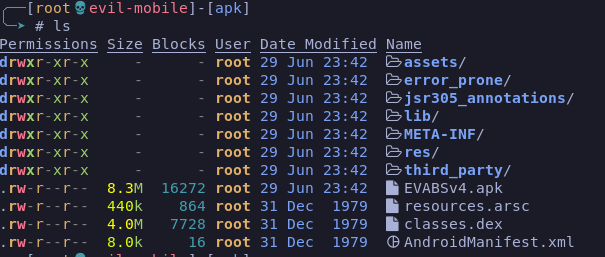 [root💀evil-mobile]-[apk]
# ls
Permissions Size Blocks User Date Modified Name
drwxr-xr-x - - root 29 Jun 23:42 assets/
drwxr-xr-x - - root 29 Jun 23:42 error_prone/
drwxr-xr-x - - root 29 Jun 23:42 jsr305_annotations/
drwxr-xr-x - - root 29 Jun 23:42 lib/
drwxr-xr-x - - root 29 Jun 23:42 META-INF/
drwxr-xr-x - - root 29 Jun 23:42 res/
drwxr-xr-x - - root 29 Jun 23:42 third_party/
.rw-r--r-- 8.3M 16272 root 29 Jun 23:42 EVABSv4.apk
.rw-r--r-- 440k 864 root 31 Dec 1979 resources.arsc
.rw-r--r-- 4.0M 7728 root 31 Dec 1979 classes.dex
.rw-r--r-- 8.0k 16 root 31 Dec 1979 AndroidManifest.xml
[root💀evil-mobile]-[apk]